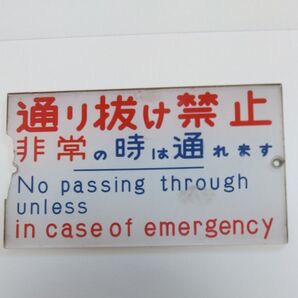 通り抜け禁止
非常の時は通れます
No passing through
unless
in case of emergency